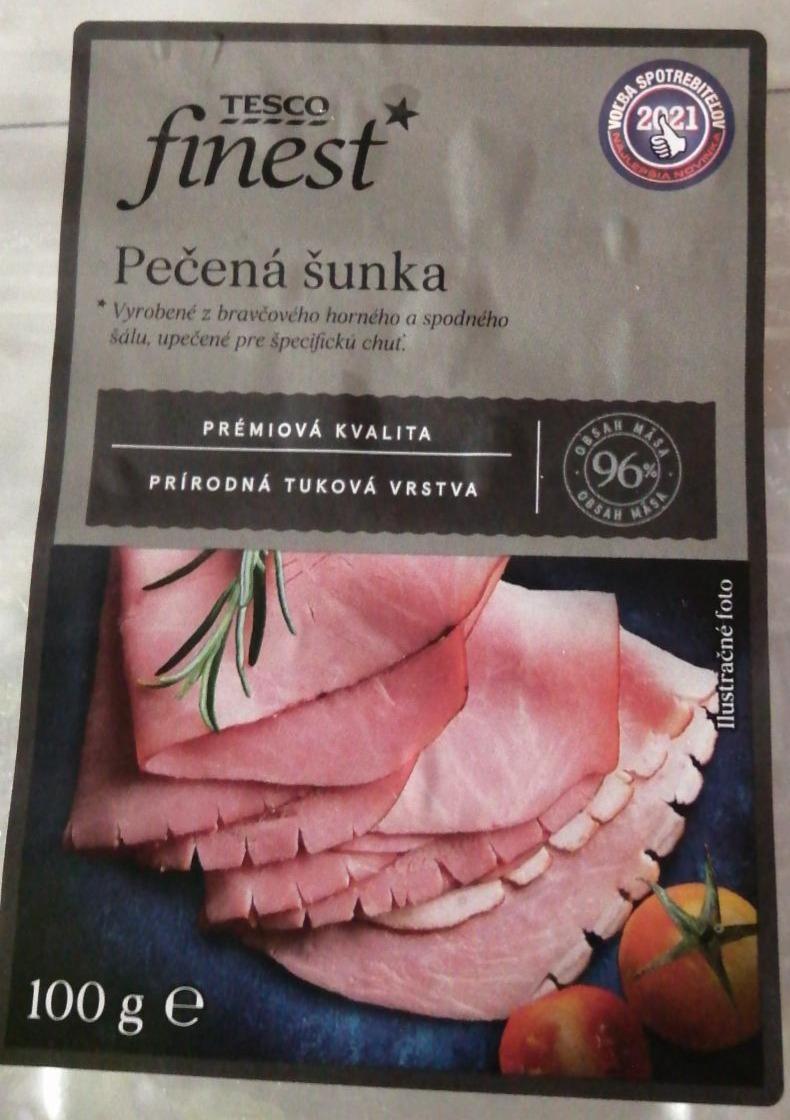 TESCO
finest*
VOĽBA SPOTREBITEĽOV
2021
NAJLEPŠIA NOVINKA
Pečená šunka
* Vyrobené z bravčového horného a spodného
šálu, upečené pre špecifickú chuť.
PRÉMIOVÁ KVALITA
PRÍRODNÁ TUKOVÁ VRSTVA
OBSAH MÄSA
96%
OBSAH MÄSA
Ilustračné foto
100 g ℮